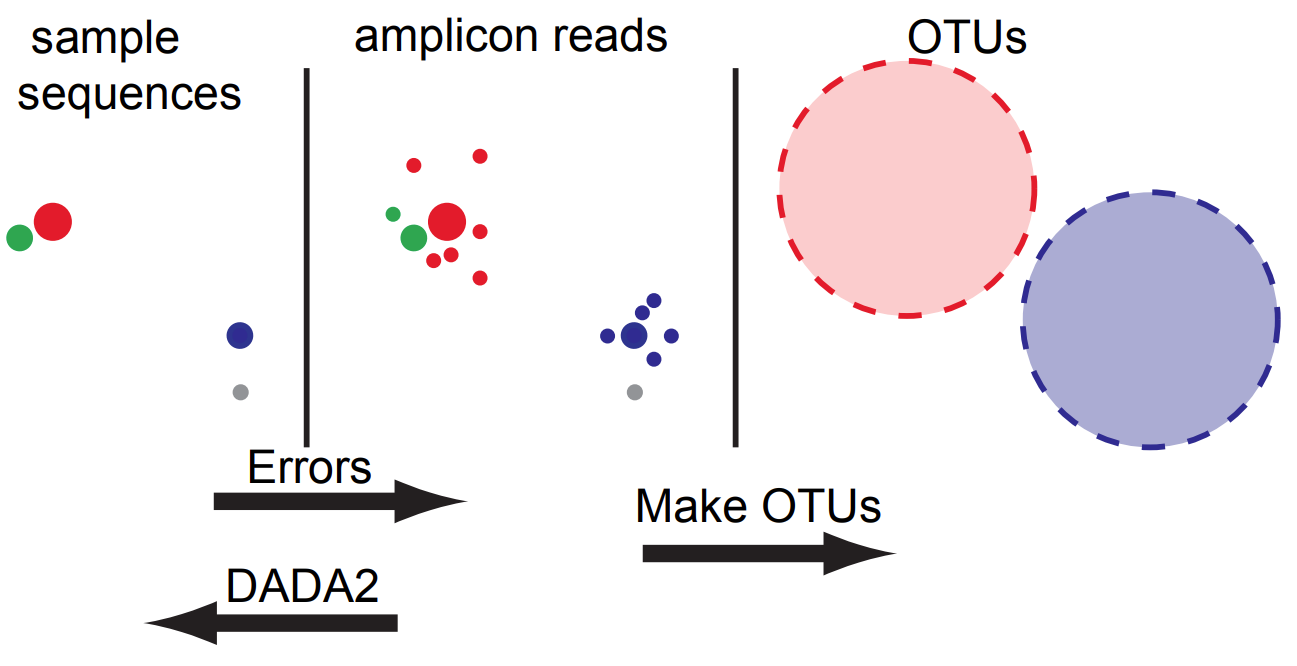 sample
sequences
amplicon reads
OTUs
Errors
Make OTUs
DADA2